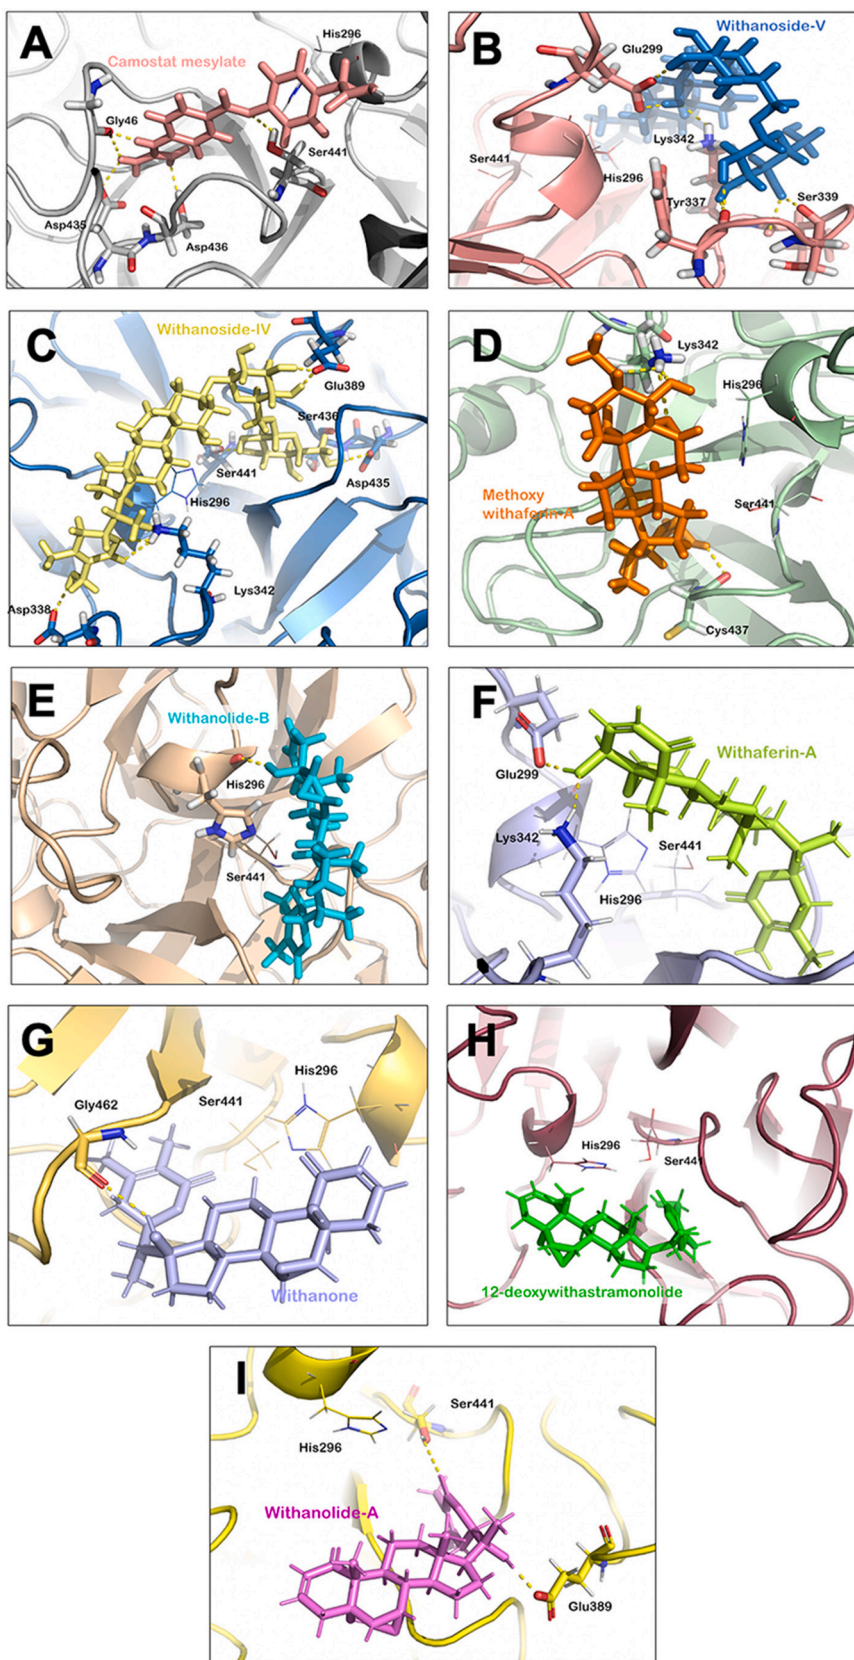 A
His296
Camostat mesylate
Gly46
Ser441
Asp435
Asp436
B
Withanoside-V
Glu299
Lys342
Ser441
His296
Tyr337
Ser339
C
Withanoside-IV
Glu389
Ser436
Ser441
Asp435
His296
Lys342
Asp338
D
Lys342
His296
Methoxy
withaferin-A
Ser441
Cys437
E
Withanolide-B
His296
Ser441
F
Withaferin-A
Glu299
Lys342
Ser441
His296
G
His296
Gly462
Ser441
Withanone
H
His296
Ser441
12-deoxywithastramonolide
I
Ser441
His296
Withanolide-A
Glu389